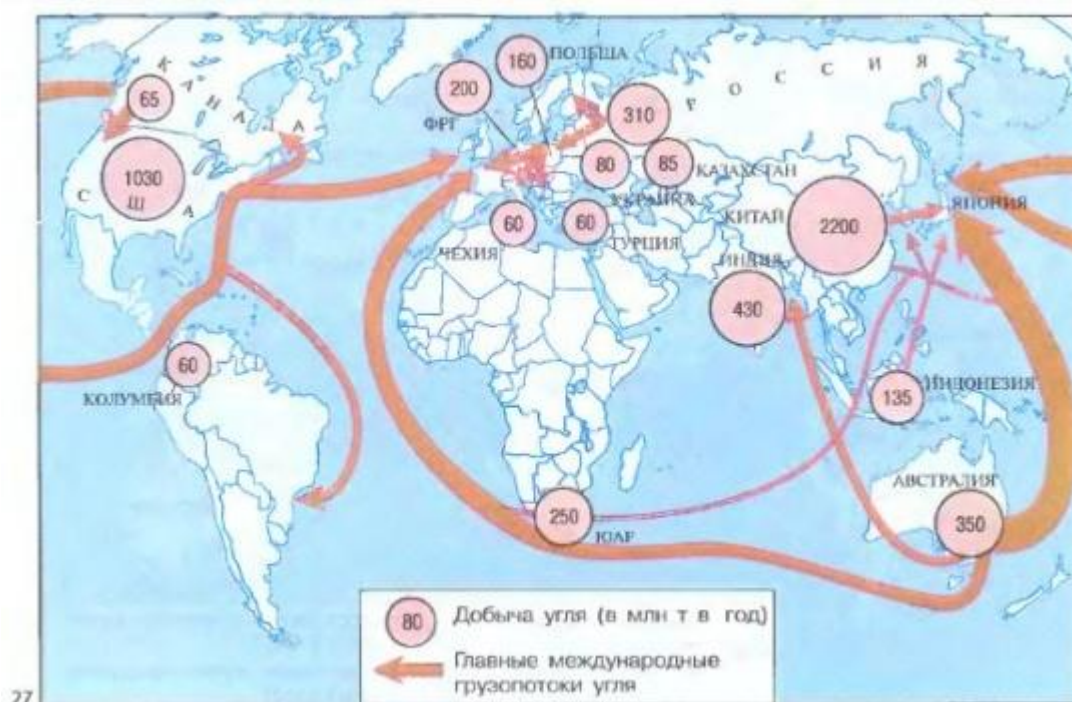 КАНАДА
65
1030
США
160
ПОЛЬША
200
ФРГ
310
РОССИЯ
80
85
КАЗАХСТАН
УКРАИНА
60
60
ЧЕХИЯ
ТУРЦИЯ
КИТАЙ
2200
ЯПОНИЯ
ИНДИЯ
430
60
КОЛУМБИЯ
135
ИНДОНЕЗИЯ
АВСТРАЛИЯ
350
250
ЮАР
80 Добыча угля (в млн т в год)
Главные международные
грузопотоки угля
27